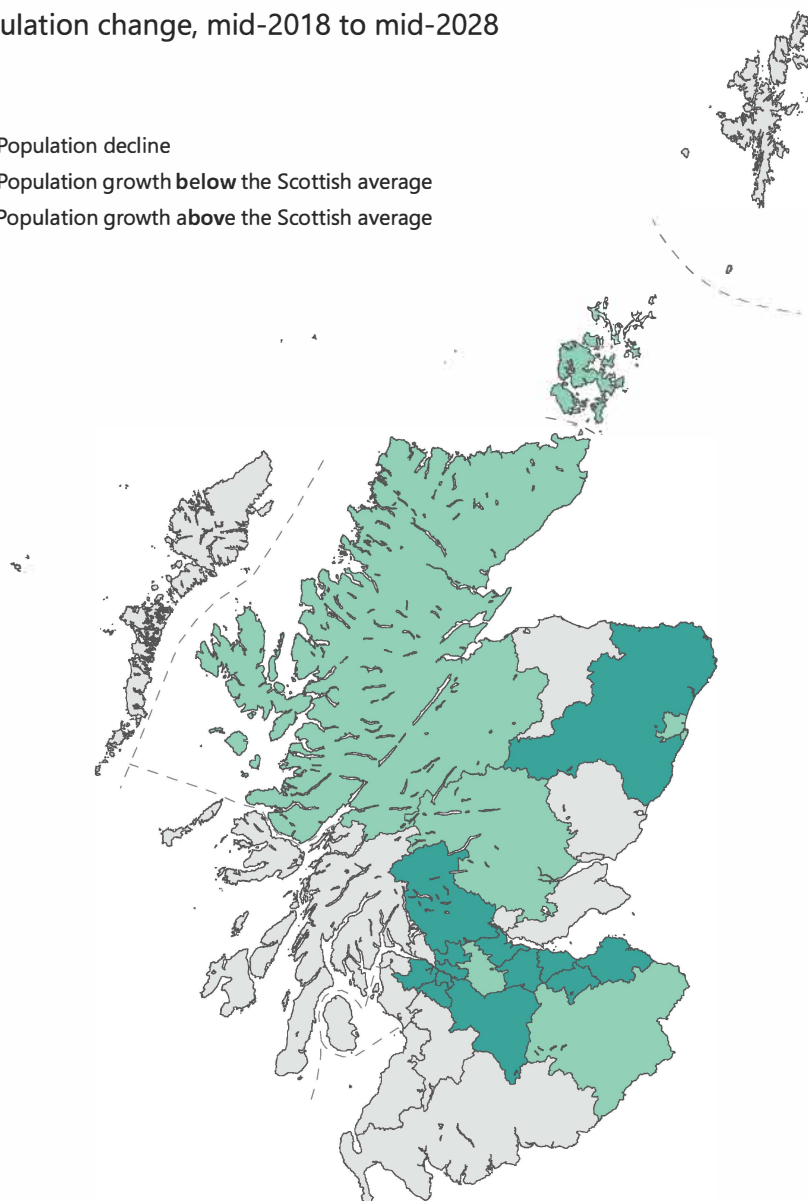 ulation change, mid-2018 to mid-2028
Population decline
Population growth below the Scottish average
Population growth above the Scottish average